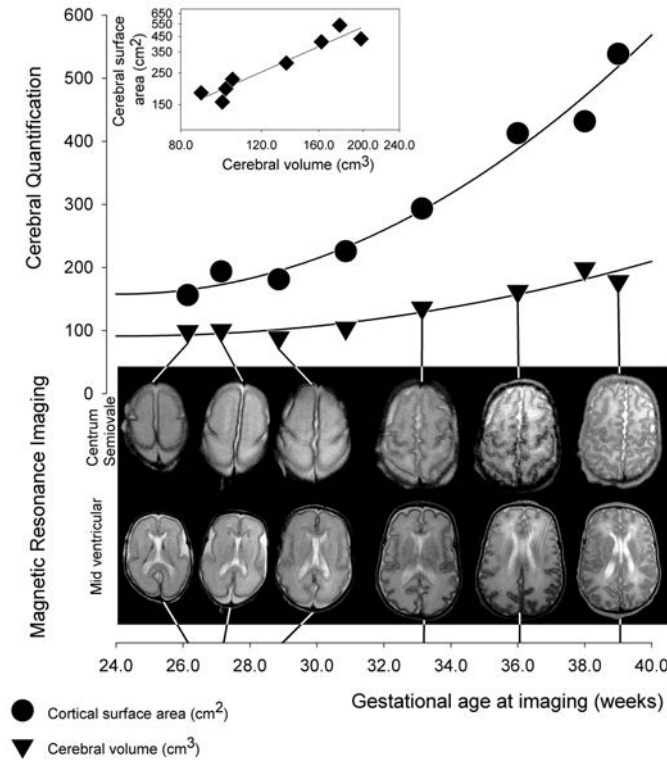 600
500
400
300
200
100
0
Cerebral Quantification
Cerebral surface
area (cm2)
650
550
450
350
250
150
80.0 120.0 160.0 200.0 240.0
Cerebral volume (cm3)
Magnetic Resonance Imaging
Centrum
Semiovale
Mid ventricular
24.0 26.0 28.0 30.0 32.0 34.0 36.0 38.0 40.0
Gestational age at imaging (weeks)
Cortical surface area (cm2)
Cerebral volume (cm3)